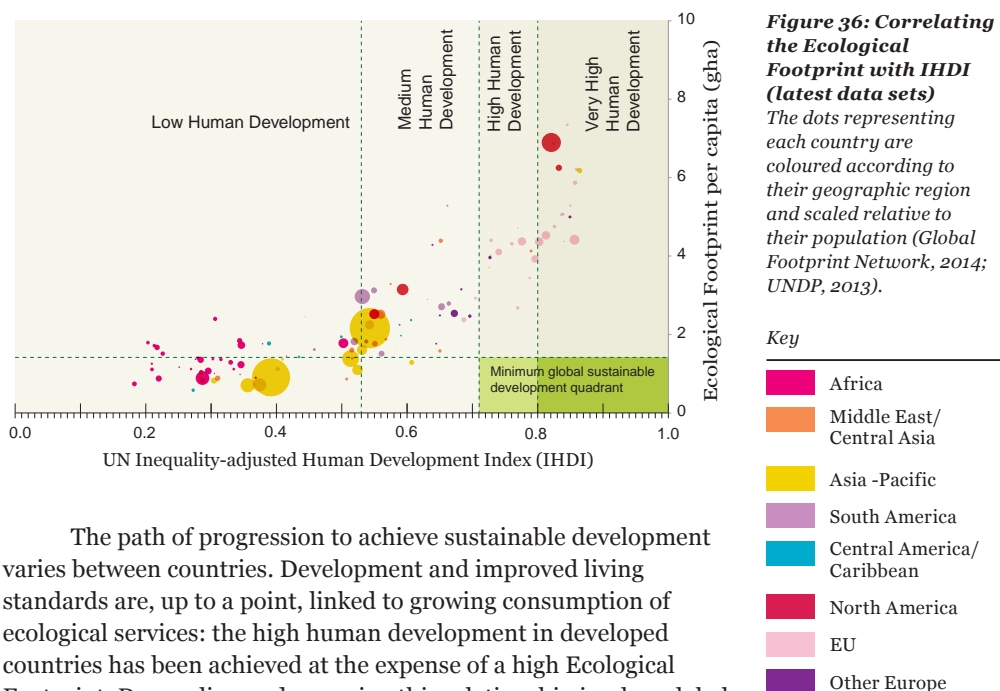 10
8
6
4
2
0
Ecological Footprint per capita (gha)
Low Human Development
Medium
Human
Development
High Human
Development
Very High
Human
Development
Minimum global sustainable
development quadrant
0.0 0.2 0.4 0.6 0.8 1.0
UN Inequality-adjusted Human Development Index (IHDI)
Figure 36: Correlating
the Ecological
Footprint with IHDI
(latest data sets)
The dots representing
each country are
coloured according to
their geographic region
and scaled relative to
their population (Global
Footprint Network, 2014;
UNDP, 2013).
Key
Africa
Middle East/
Central Asia
Asia -Pacific
South America
Central America/
Caribbean
North America
EU
Other Europe
The path of progression to achieve sustainable development
varies between countries. Development and improved living
standards are, up to a point, linked to growing consumption of
ecological services: the high human development in developed
countries has been achieved at the expense of a high Ecological